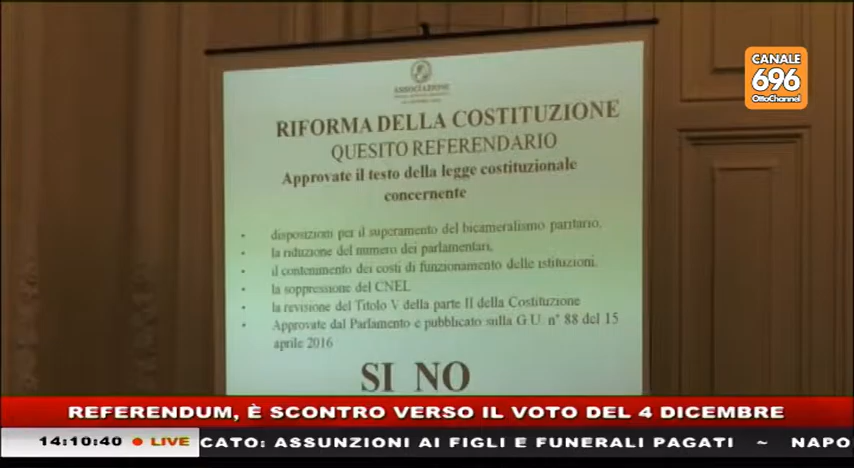 CANALE
696
OttoChannel
ASSOCIAZIONE
RIFORMA DELLA COSTITUZIONE
QUESITO REFERENDARIO
Approvate il testo della legge costituzionale
concernente
• disposizioni per il superamento del bicameralismo paritario,
• la riduzione del numero dei parlamentari,
• il contenimento dei costi di funzionamento delle istituzioni.
• la soppressione del CNEL
• la revisione del Titolo V della parte II della Costituzione
• Approvate dal Parlamento e pubblicato sulla G U n° 88 del 15
aprile 2016
SI NO
REFERENDUM, È SCONTRO VERSO IL VOTO DEL 4 DICEMBRE
14:10:40 LIVE CATO: ASSUNZIONI AI FIGLI E FUNERALI PAGATI ~ NAPO